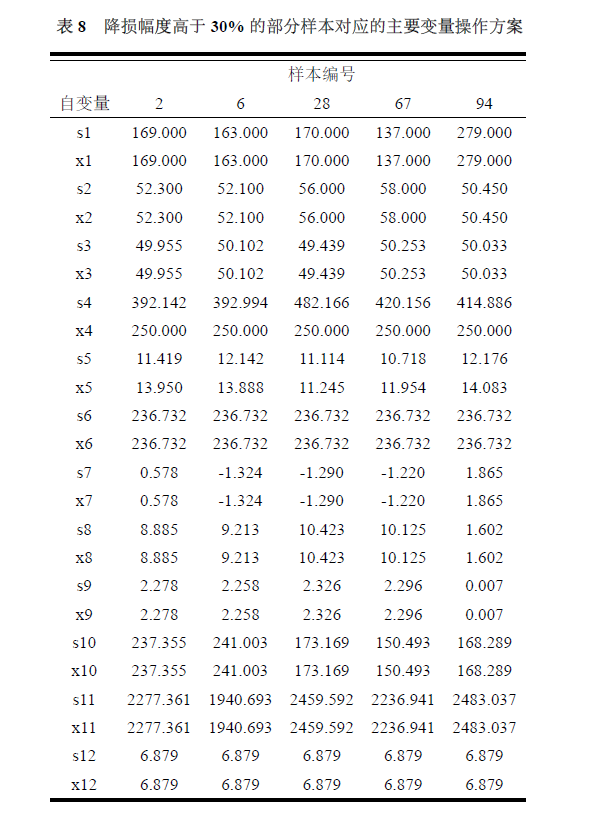 表 8 降损幅度高于 30% 的部分样本对应的主要变量操作方案
样本编号
自变量 2 6 28 67 94
s1 169.000 163.000 170.000 137.000 279.000
x1 169.000 163.000 170.000 137.000 279.000
s2 52.300 52.100 56.000 58.000 50.450
x2 52.300 52.100 56.000 58.000 50.450
s3 49.955 50.102 49.439 50.253 50.033
x3 49.955 50.102 49.439 50.253 50.033
s4 392.142 392.994 482.166 420.156 414.886
x4 250.000 250.000 250.000 250.000 250.000
s5 11.419 12.142 11.114 10.718 12.176
x5 13.950 13.888 11.245 11.954 14.083
s6 236.732 236.732 236.732 236.732 236.732
x6 236.732 236.732 236.732 236.732 236.732
s7 0.578 -1.324 -1.290 -1.220 1.865
x7 0.578 -1.324 -1.290 -1.220 1.865
s8 8.885 9.213 10.423 10.125 1.602
x8 8.885 9.213 10.423 10.125 1.602
s9 2.278 2.258 2.326 2.296 0.007
x9 2.278 2.258 2.326 2.296 0.007
s10 237.355 241.003 173.169 150.493 168.289
x10 237.355 241.003 173.169 150.493 168.289
s11 2277.361 1940.693 2459.592 2236.941 2483.037
x11 2277.361 1940.693 2459.592 2236.941 2483.037
s12 6.879 6.879 6.879 6.879 6.879
x12 6.879 6.879 6.879 6.879 6.879